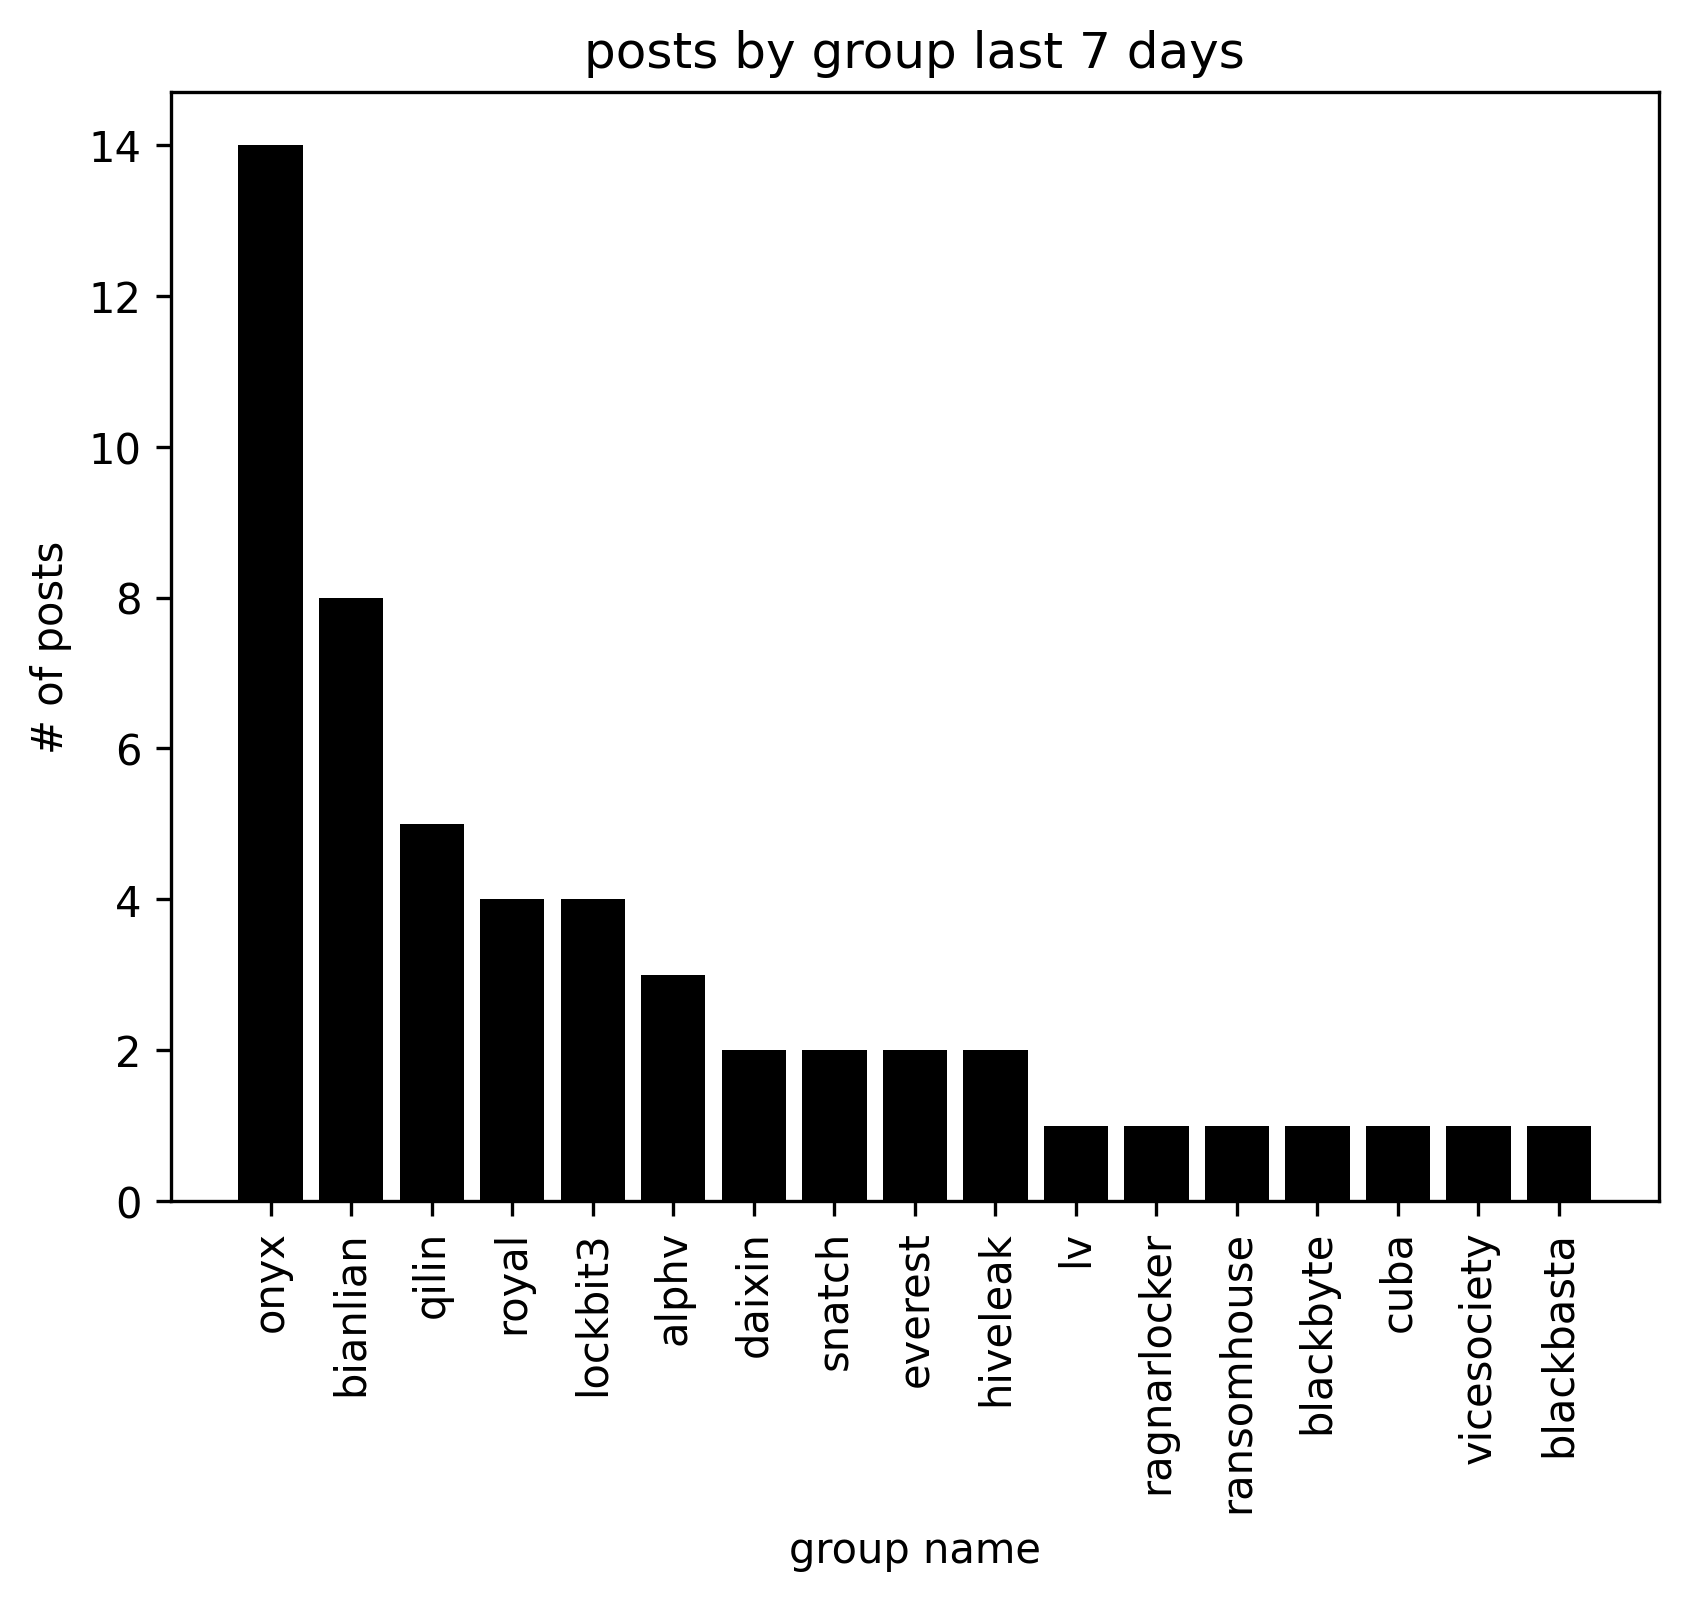 posts by group last 7 days
14
12
10
8
6
4
2
0
# of posts
onyx
bianlian
qilin
royal
lockbit3
alphv
daixin
snatch
everest
hiveleak
lv
ragnarlocker
ransomhouse
blackbyte
cuba
vicesociety
blackbasta
group name